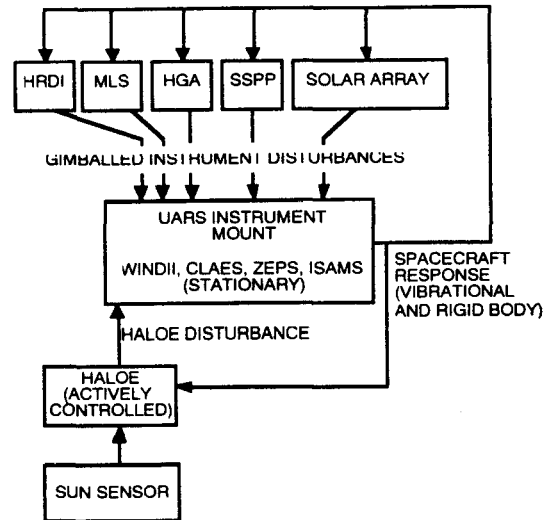 HRDI MLS HGA SSPP SOLAR ARRAY
GIMBALLED INSTRUMENT DISTURBANCES
UARS INSTRUMENT
MOUNT
WINDII, CLAES, ZEPS, ISAMS
(STATIONARY)
SPACECRAFT
RESPONSE
(VIBRATIONAL
AND RIGID BODY)
HALOE DISTURBANCE
HALOE
(ACTIVELY
CONTROLLED)
SUN SENSOR